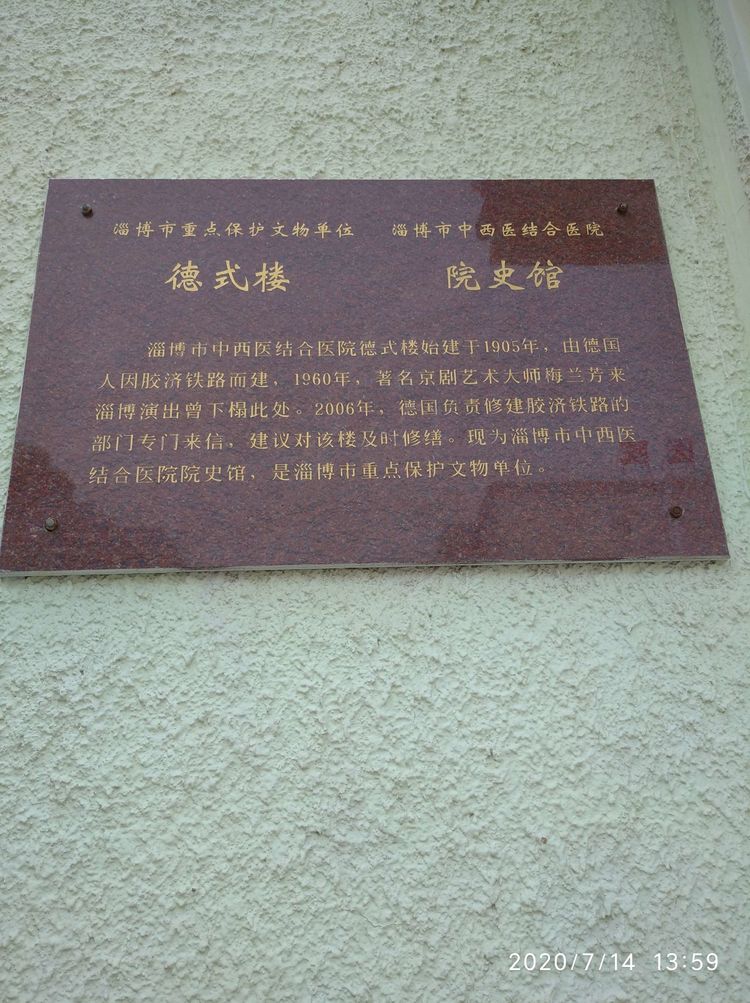 淄博市重点保护文物单位 淄博市中西医结合医院
德式楼 院史馆
淄博市中西医结合医院德式楼始建于1905年，由德国
人因胶济铁路而建，1960年，著名京剧艺术大师梅兰芳来
淄博演出曾下榻此处。2006年，德国负责修建胶济铁路的
部门专门来信，建议对该楼及时修缮。现为淄博市中西医
结合医院院史馆，是淄博市重点保护文物单位。
2020/7/14 13:59